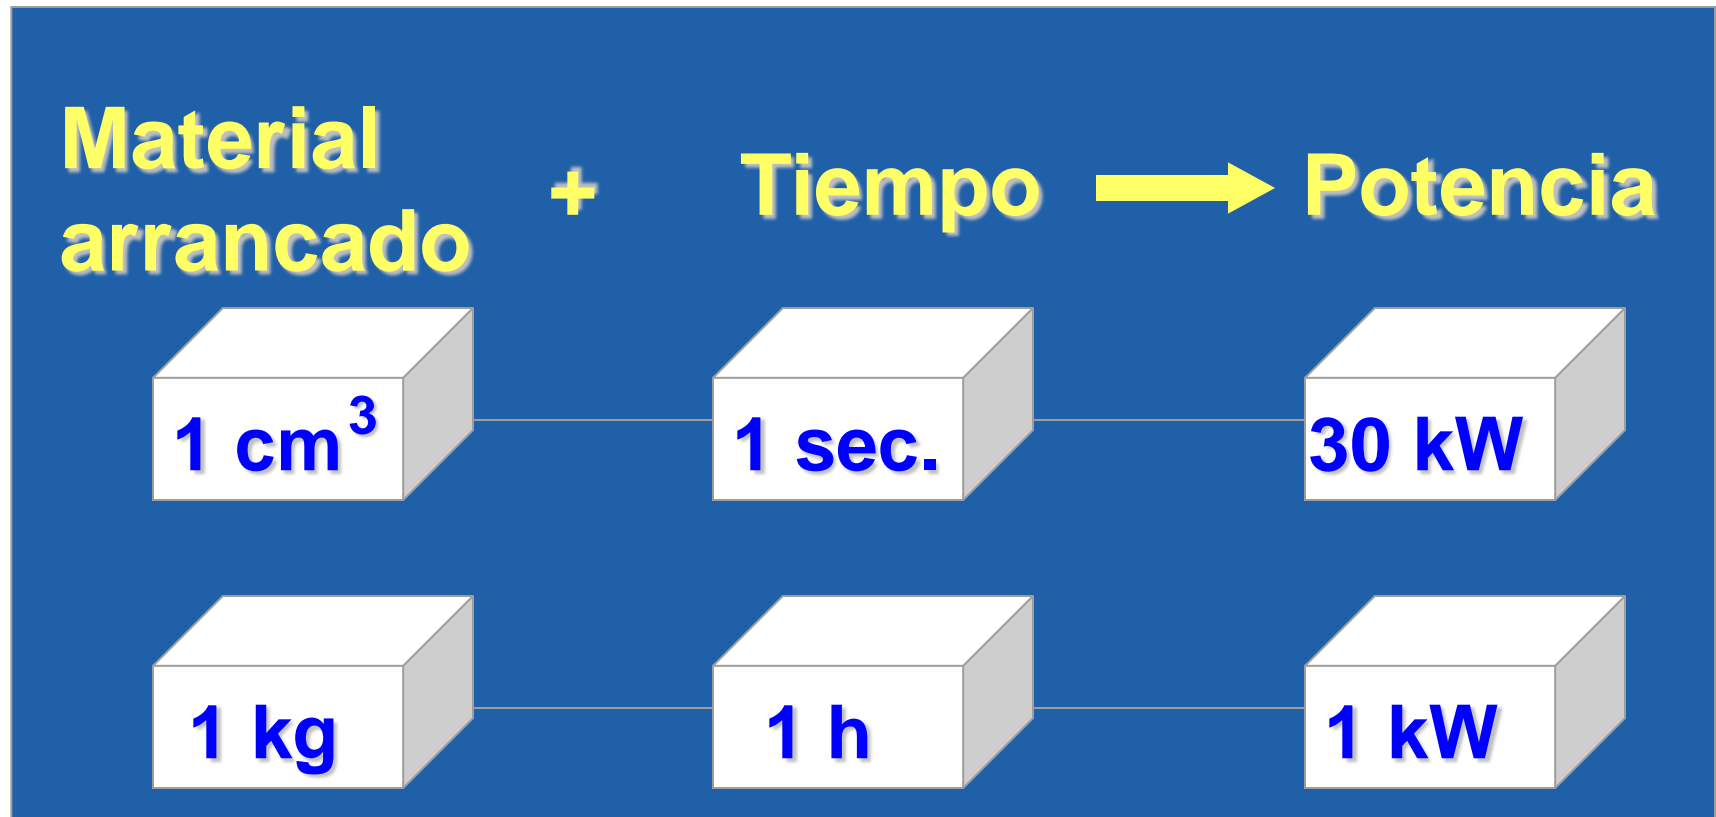 Material
arrancado
+
Tiempo
Potencia
1 cm³
1 sec.
30 kW
1 kg
1 h
1 kW